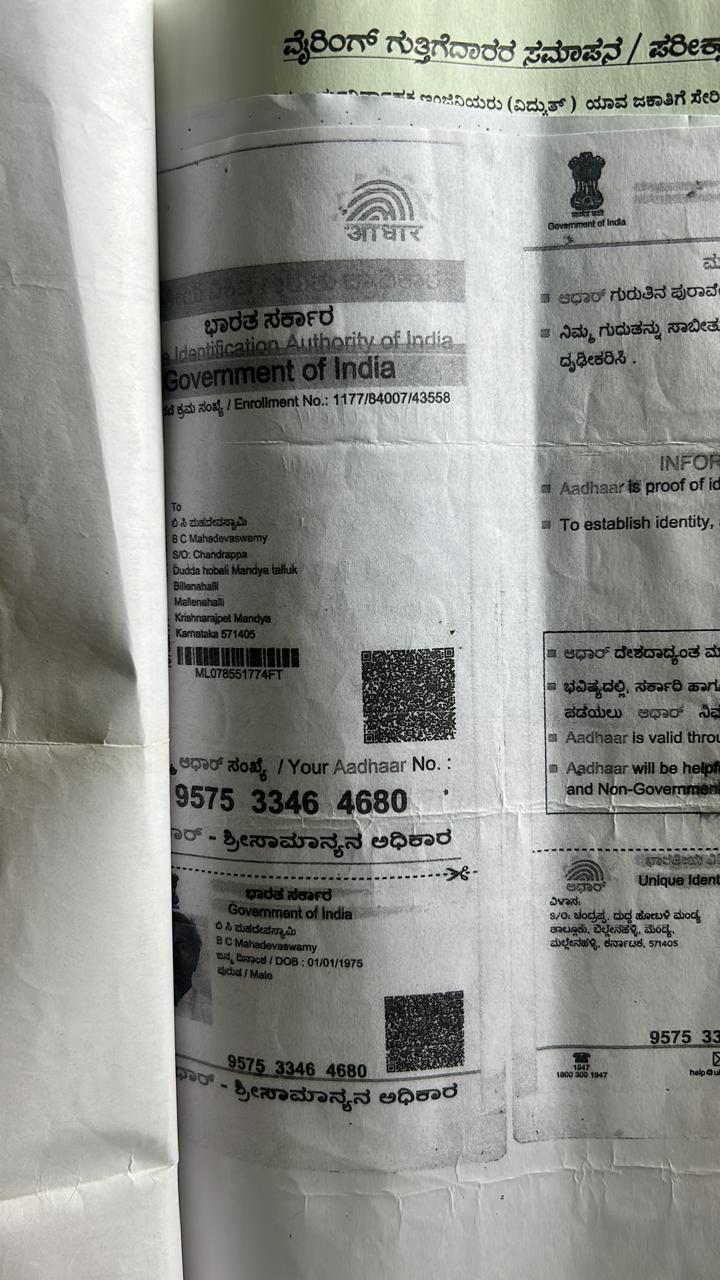 ವೈರಿಂಗ್ ಗುತ್ತಿಗೆದಾರರ ಸಮಾಪನ / ಪರೀಕ್ಷಾ
ಇಂಜಿನಿಯರು (ವಿದ್ಯುತ್ ) ಯಾವ ಜಕಾತಿಗೆ ಸೇರಿ
आधार
ಭಾರತ ಸರ್ಕಾರ
Identification Authority of India
Government of India
ಕ್ರಮ ಸಂಖ್ಯೆ / Enrollment No.: 1177/84007/43558
To
ಬಿ ಸಿ ಮಹದೇವಸ್ವಾಮಿ
B C Mahadevaswamy
S/O: Chandrappa
Dudda hobali Mandya talluk
Billenahalli
Mallenahalli
Krishnarajpet Mandya
Karnataka 571405
ML078551774FT
ಆಧಾರ್ ಸಂಖ್ಯೆ / Your Aadhaar No. :
9575 3346 4680
- ಶ್ರೀಸಾಮಾನ್ಯನ ಅಧಿಕಾರ
ಭಾರತ ಸರ್ಕಾರ
Government of India
ಬಿ ಸಿ ಮಹದೇವಸ್ವಾಮಿ
B C Mahadevaswamy
ಜನ್ಮ ದಿನಾಂಕ / DOB : 01/01/1975
ಪುರುಷ / Male
9575 3346 4680
- ಶ್ರೀಸಾಮಾನ್ಯನ ಅಧಿಕಾರ
Government of India
ಆಧಾರ್ ಗುರುತಿನ ಪುರಾವೆ
ನಿಮ್ಮ ಗುರುತನ್ನು ಸಾಬೀತು
ದೃಢೀಕರಿಸಿ .
INFOR
Aadhaar is proof of id
To establish identity,
ಆಧಾರ್ ದೇಶದಾದ್ಯಂತ ಮ
ಭವಿಷ್ಯದಲ್ಲಿ, ಸರ್ಕಾರಿ ಹಾಗೂ
ಪಡೆಯಲು ಆಧಾರ್ ನಿಮ
Aadhaar is valid throu
Aadhaar will be helpf
and Non-Government
ಆಧಾರ್
Unique Ident
ವಿಳಾಸ:
S/O: ಚಂದ್ರಪ್ಪ, ದುದ್ದ ಹೋಬಳಿ ಮಂಡ್ಯ
ತಾಲ್ಲೂಕು, ಬಿಲ್ಲೇನಹಳ್ಳಿ, ಮಂಡ್ಯ,
ಮಲ್ಲೇನಹಳ್ಳಿ, ಕರ್ನಾಟಕ, 571405
9575 33
1947
1800 300 1947
help@ui